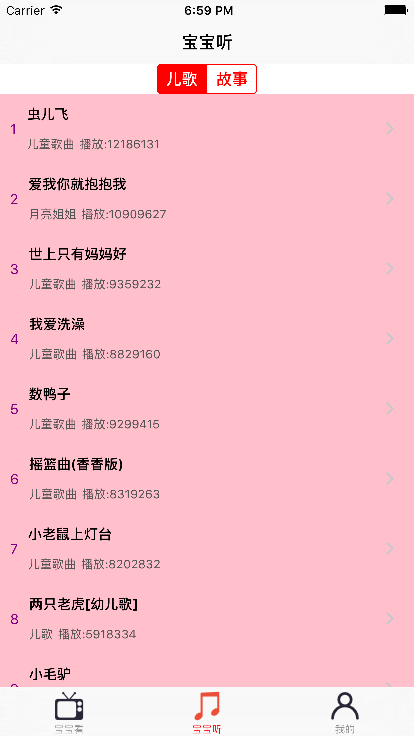 Carrier 6:59 PM
宝宝听
儿歌 故事
虫儿飞
1
儿童歌曲 播放:12186131
爱我你就抱抱我
2
月亮姐姐 播放:10909627
世上只有妈妈好
3
儿童歌曲 播放:9359232
我爱洗澡
4
儿童歌曲 播放:8829160
数鸭子
5
儿童歌曲 播放:9299415
摇篮曲(香香版)
6
儿童歌曲 播放:8319263
小老鼠上灯台
7
儿童歌曲 播放:8202832
两只老虎[幼儿歌]
8
儿歌 播放:5918334
小毛驴
宝宝看 宝宝听 我的